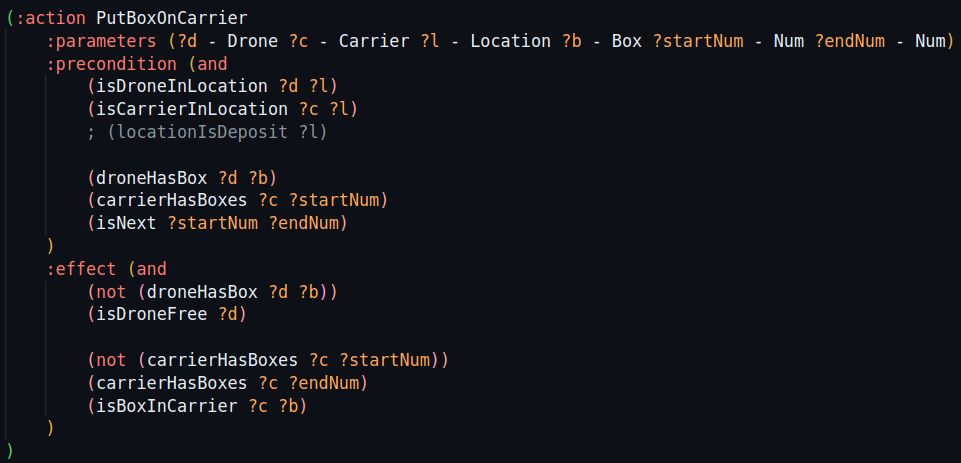 (:action PutBoxOnCarrier
    :parameters (?d - Drone ?c - Carrier ?l - Location ?b - Box ?startNum - Num ?endNum - Num)
    :precondition (and
        (isDroneInLocation ?d ?l)
        (isCarrierInLocation ?c ?l)
        ; (locationIsDeposit ?l)

        (droneHasBox ?d ?b)
        (carrierHasBoxes ?c ?startNum)
        (isNext ?startNum ?endNum)
    )
    :effect (and
        (not (droneHasBox ?d ?b))
        (isDroneFree ?d)

        (not (carrierHasBoxes ?c ?startNum))
        (carrierHasBoxes ?c ?endNum)
        (isBoxInCarrier ?c ?b)
    )
)